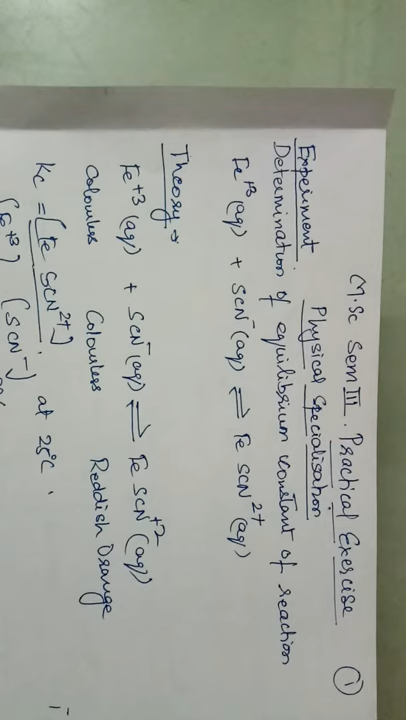 ①
M.Sc Sem III. Practical Exercise
Physical Specialisation
Experiment
Determination of equilibrium constant of reaction
Fe⁺³(aq) + SCN⁻(aq) ⇌ Fe SCN²⁺(aq)
Theory →
Fe⁺³(aq) + SCN⁻(aq) ⇌ Fe SCN⁺²(aq)
Colourless Colourless Reddish Orange
Kc = [Fe SCN²⁺] at 25°C.
[Fe⁺³) (SCN⁻]